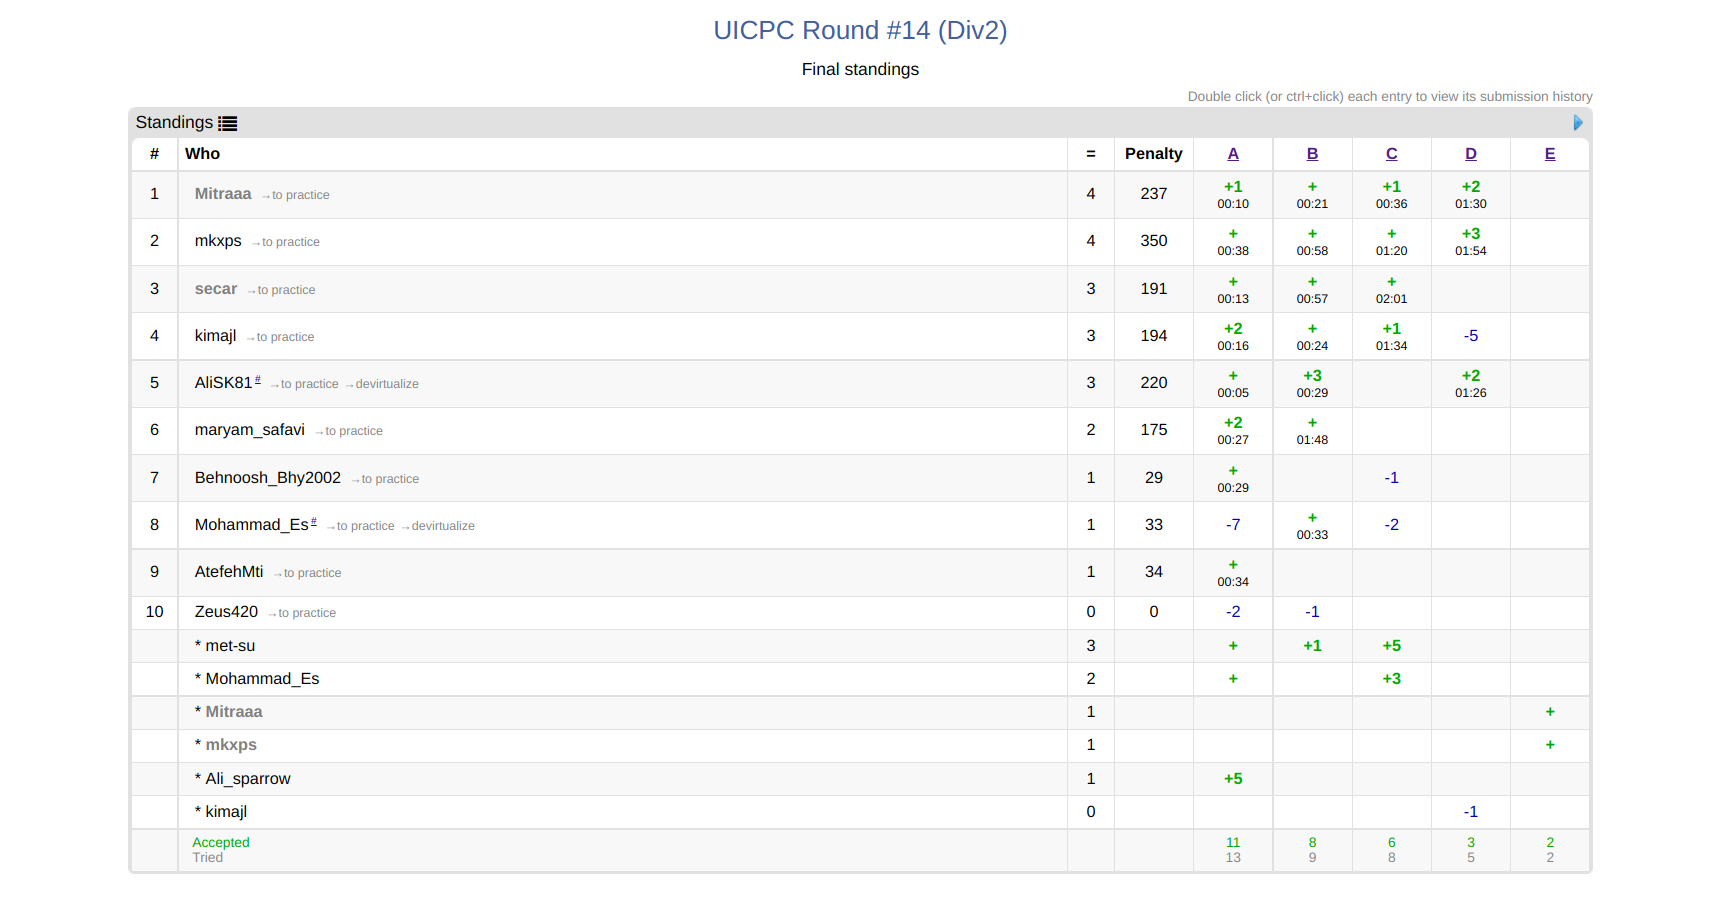 UICPC Round #14 (Div2)
Final standings
Double click (or ctrl+click) each entry to view its submission history
Standings
# Who = Penalty A B C D E
1 Mitraaa →to practice 4 237 +1 00:10 + 00:21 +1 00:36 +2 01:30
2 mkxps →to practice 4 350 + 00:38 + 00:58 + 01:20 +3 01:54
3 secar →to practice 3 191 + 00:13 + 00:57 + 02:01
4 kimajl →to practice 3 194 +2 00:16 + 00:24 +1 01:34 -5
5 AliSK81 # →to practice →devirtualize 3 220 + 00:05 +3 00:29 +2 01:26
6 maryam_safavi →to practice 2 175 +2 00:27 + 01:48
7 Behnoosh_Bhy2002 →to practice 1 29 + 00:29 -1
8 Mohammad_Es # →to practice →devirtualize 1 33 -7 + 00:33 -2
9 AtefehMti →to practice 1 34 + 00:34
10 Zeus420 →to practice 0 0 -2 -1
* met-su 3 + +1 +5
* Mohammad_Es 2 + +3
* Mitraaa 1 +
* mkxps 1 +
* Ali_sparrow 1 +5
* kimajl 0 -1
Accepted 11 8 6 3 2
Tried 13 9 8 5 2